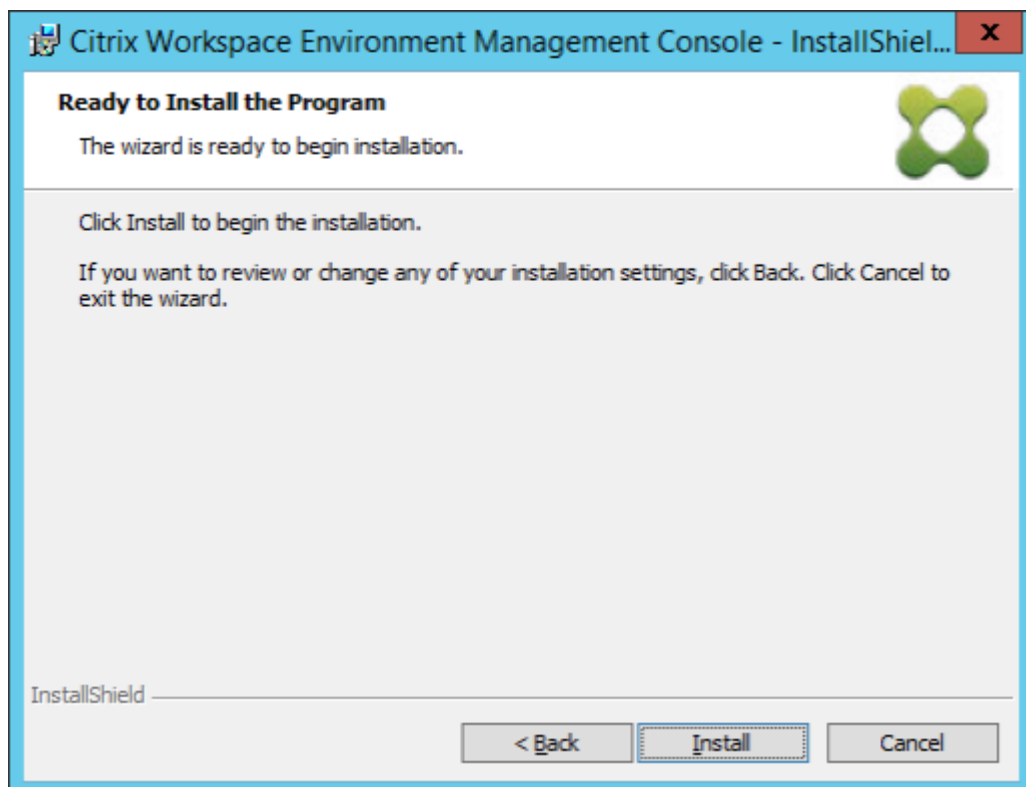 Citrix Workspace Environment Management Console - InstallShiel...
x
Ready to Install the Program
The wizard is ready to begin installation.
Click Install to begin the installation.
If you want to review or change any of your installation settings, click Back. Click Cancel to
exit the wizard.
InstallShield
< Back
Install
Cancel